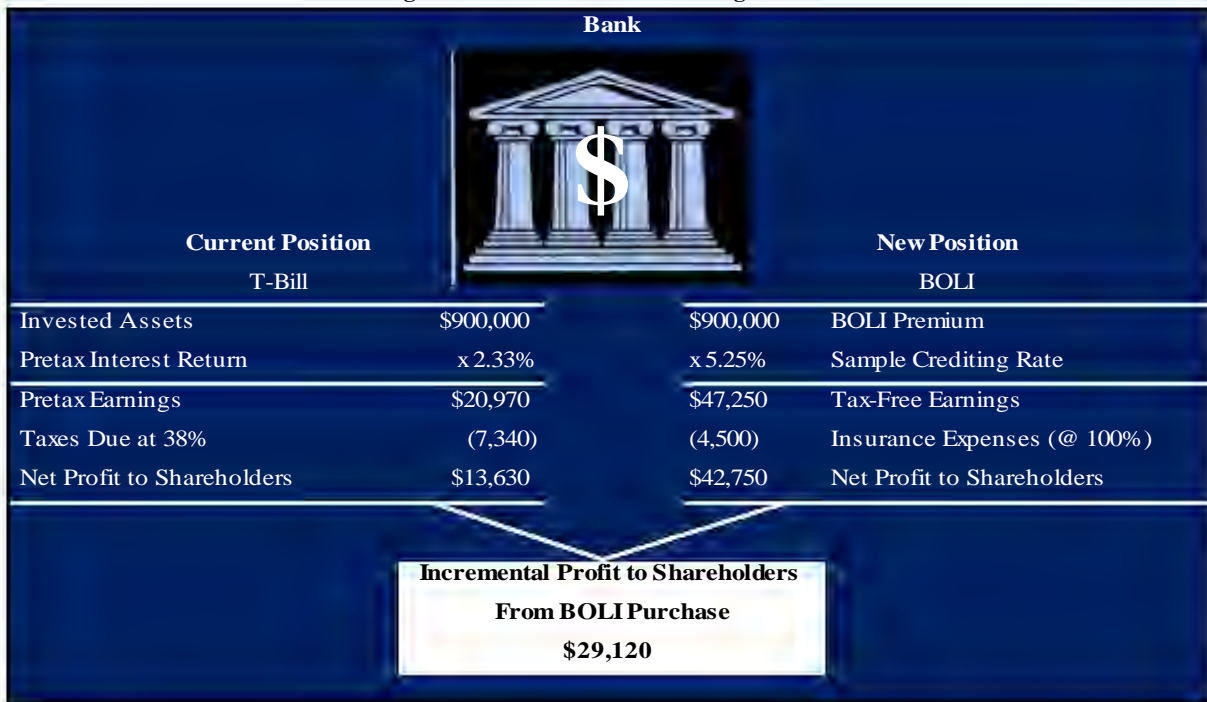 Bank
$
Current Position New Position
T-Bill BOLI
Invested Assets $900,000 $900,000 BOLI Premium
Pretax Interest Return x 2.33% x 5.25% Sample Crediting Rate
Pretax Earnings $20,970 $47,250 Tax-Free Earnings
Taxes Due at 38% (7,340) (4,500) Insurance Expenses (@ 100%)
Net Profit to Shareholders $13,630 $42,750 Net Profit to Shareholders
Incremental Profit to Shareholders
From BOLI Purchase
$29,120